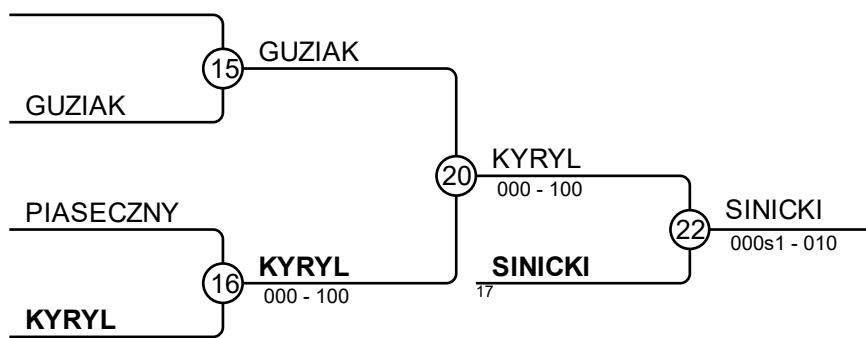 15
GUZIAK
GUZIAK
20
KYRYL
000 - 100
PIASECZNY
16
KYRYL
000 - 100
KYRYL
SINICKI
17
22
SINICKI
000s1 - 010